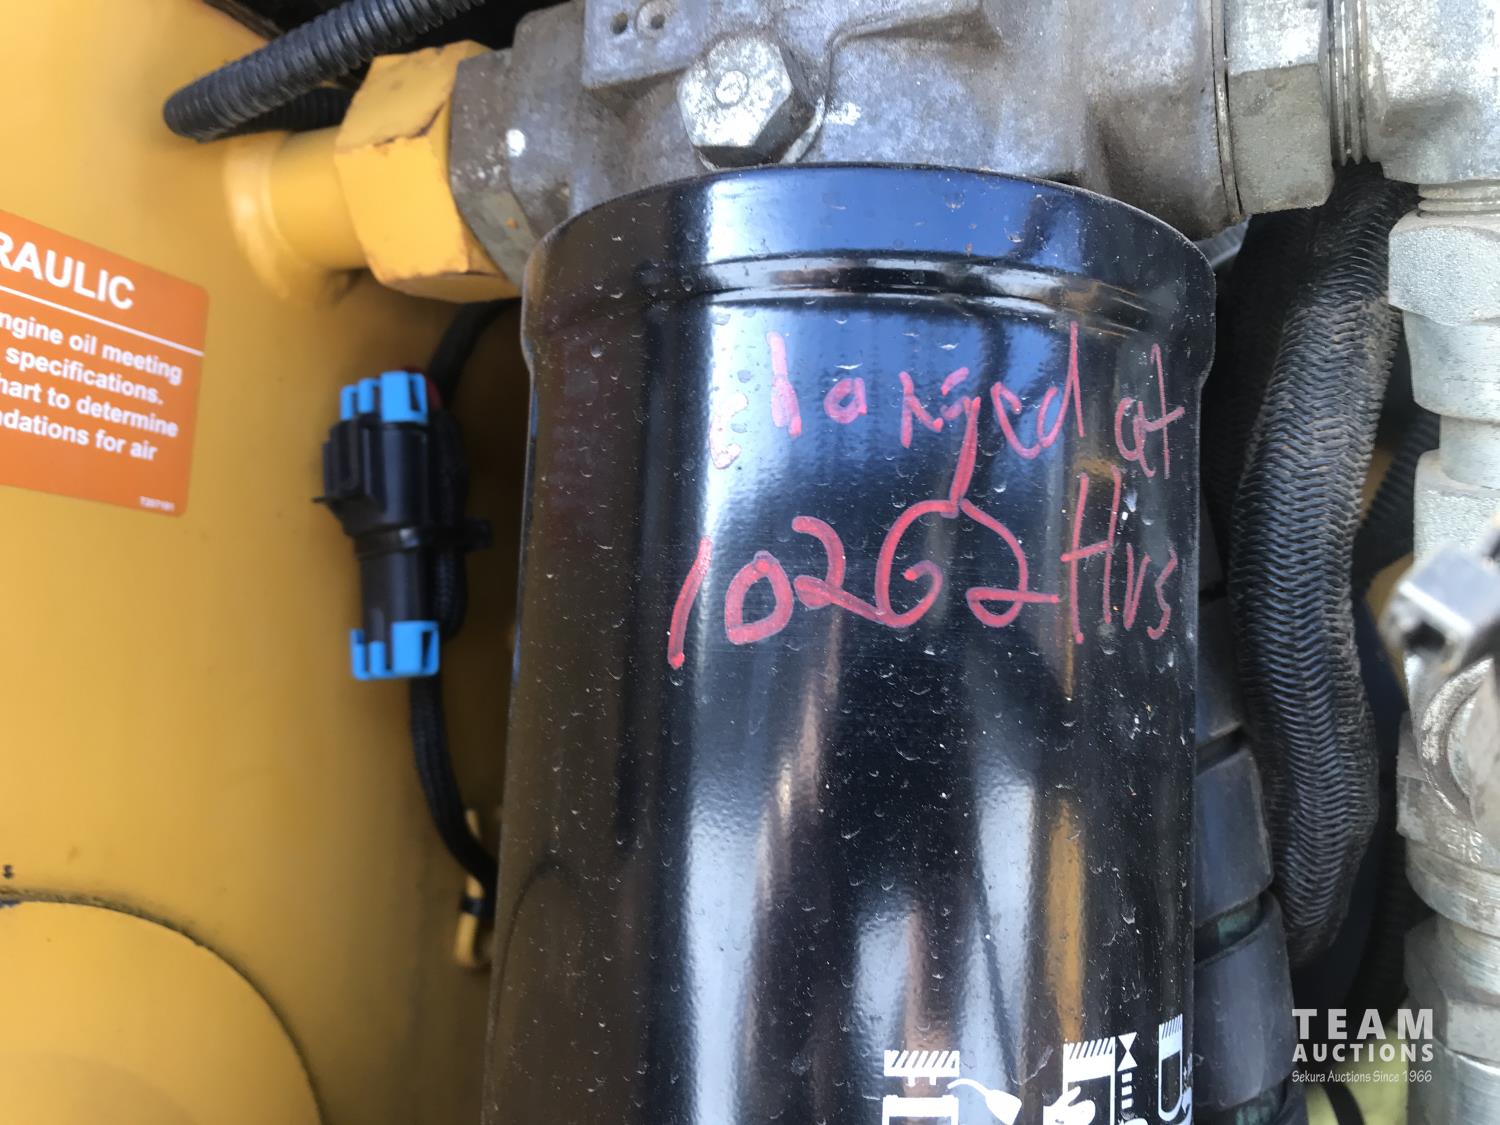 RAULIC
ngine oil meeting
specifications.
hart to determine
ndations for air
changed at
10262 Hrs
TEAM
AUCTIONS
Sekura Auctions Since 1966